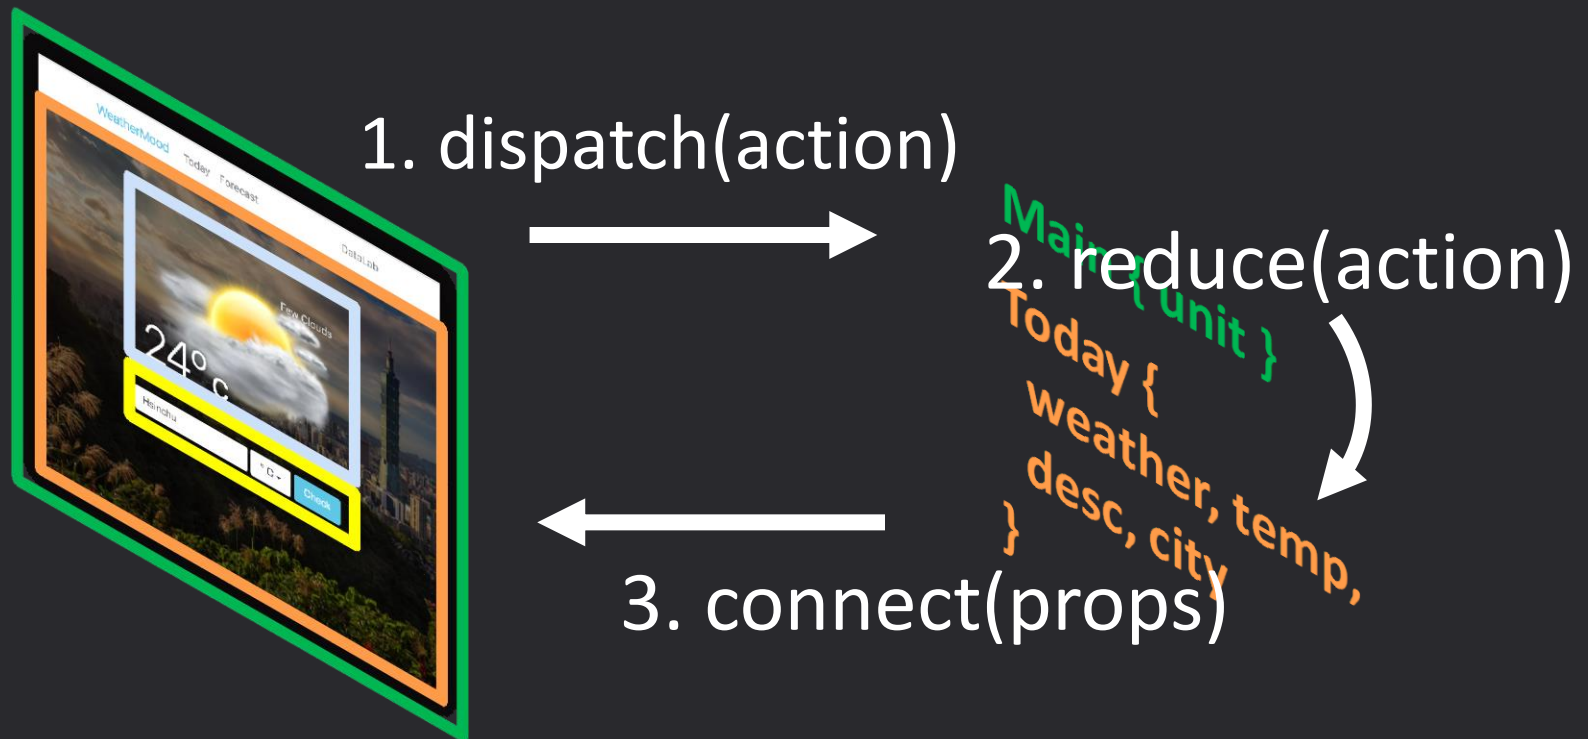 WeatherMood Today Forecast
DataLab
Few Clouds
24° c
Hsinchu
° C
Check
1. dispatch(action)
Main { unit }
2. reduce(action)
Today {
weather, temp,
desc, city
}
3. connect(props)